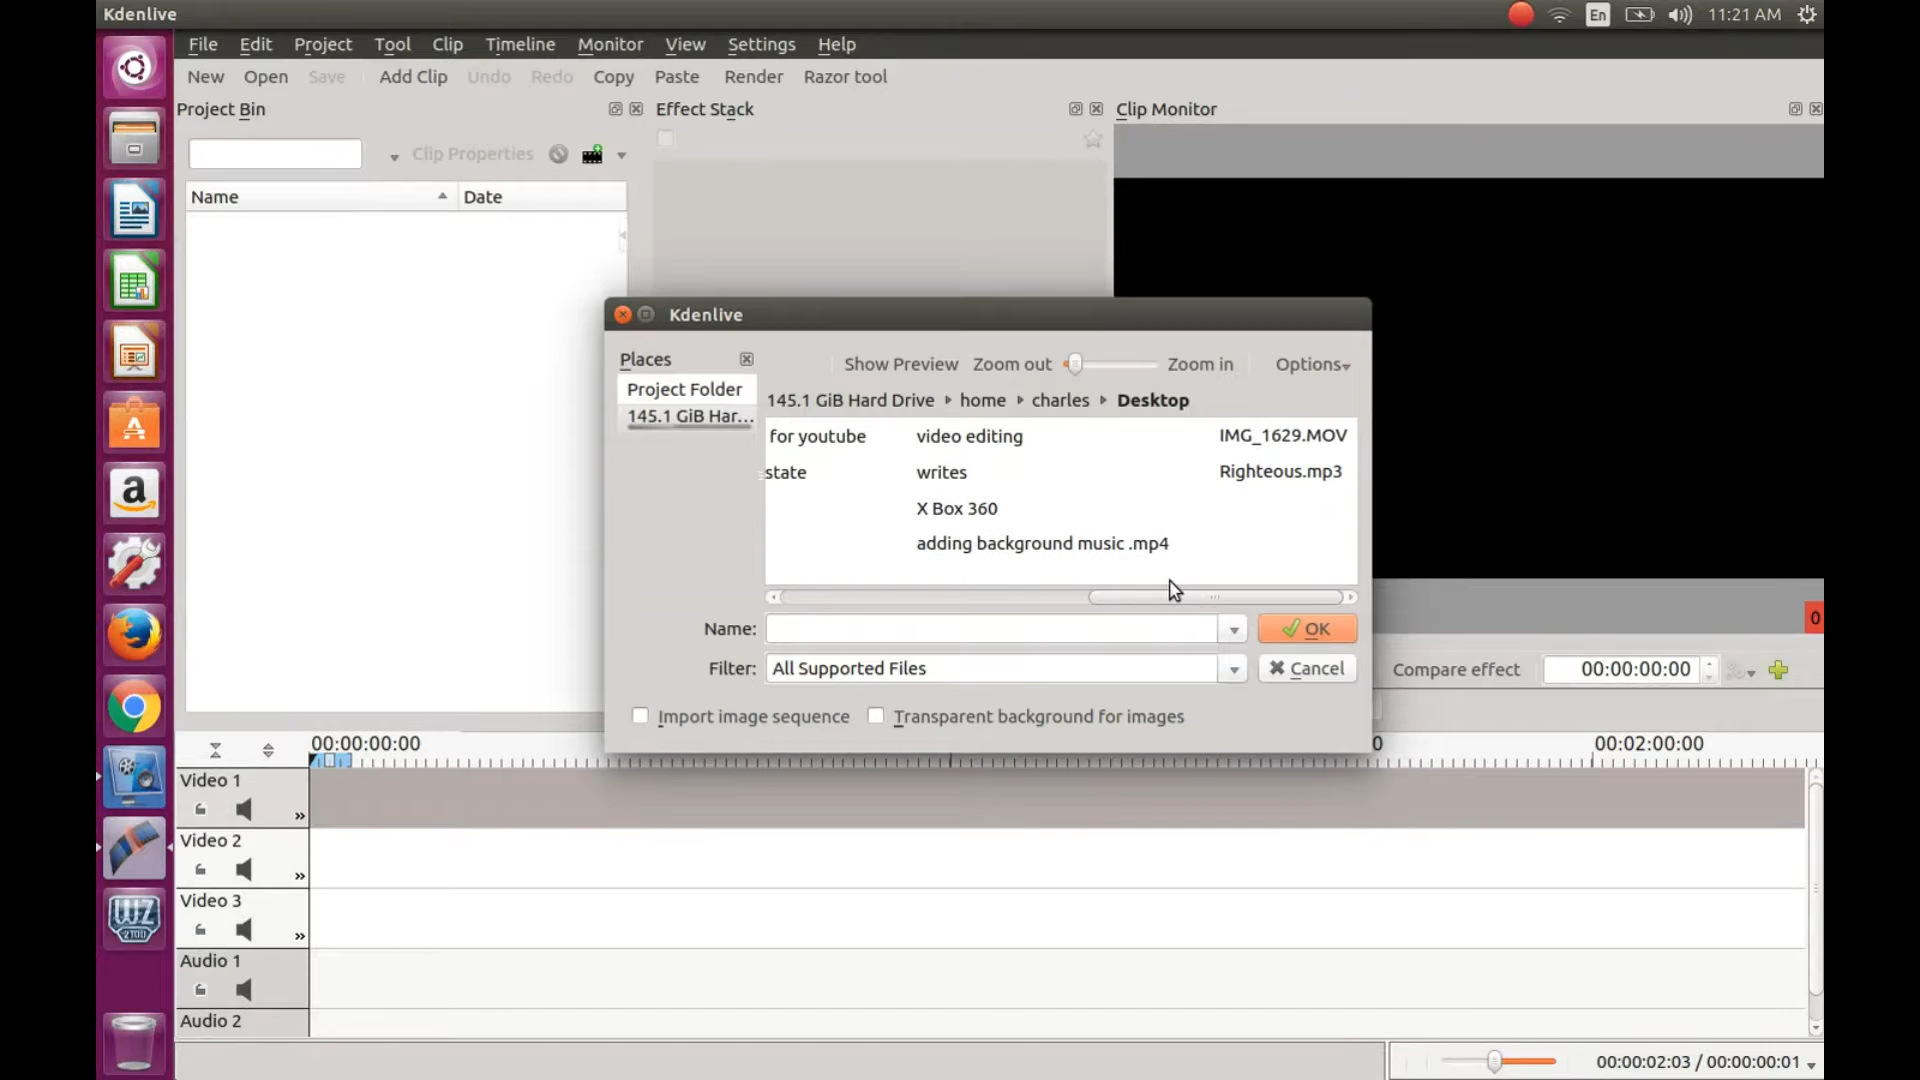 Kdenlive
En
11:21 AM
File Edit Project Tool Clip Timeline Monitor View Settings Help
New Open Save Add Clip Undo Redo Copy Paste Render Razor tool
Project Bin
Effect Stack
Clip Monitor
Clip Properties
Name Date
Kdenlive
Places
Show Preview Zoom out Zoom in Options
Project Folder
145.1 GiB Har...
145.1 GiB Hard Drive home charles Desktop
for youtube video editing IMG_1629.MOV
state writes Righteous.mp3
X Box 360
adding background music .mp4
Name: OK
Filter: All Supported Files Cancel
Import image sequence Transparent background for images
0
Compare effect 00:00:00:00
00:00:00:00 0 00:02:00:00
Video 1
»
Video 2
»
Video 3
»
Audio 1
Audio 2
a
WZ
2100
00:00:02:03 / 00:00:00:01